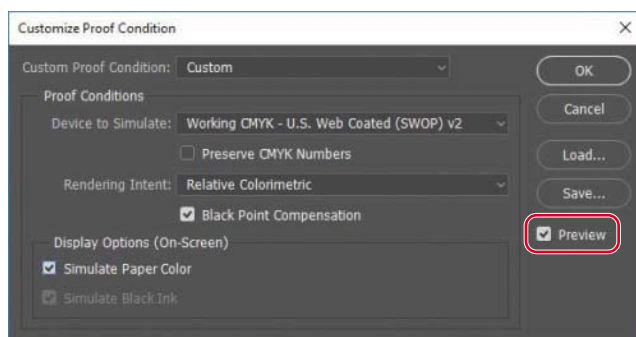 Customize Proof Condition
Custom Proof Condition: Custom
OK
Proof Conditions
Cancel
Device to Simulate: Working CMYK - U.S. Web Coated (SWOP) v2
Preserve CMYK Numbers
Load...
Rendering Intent: Relative Colorimetric
Save...
Black Point Compensation
Preview
Display Options (On-Screen)
Simulate Paper Color
Simulate Black Ink